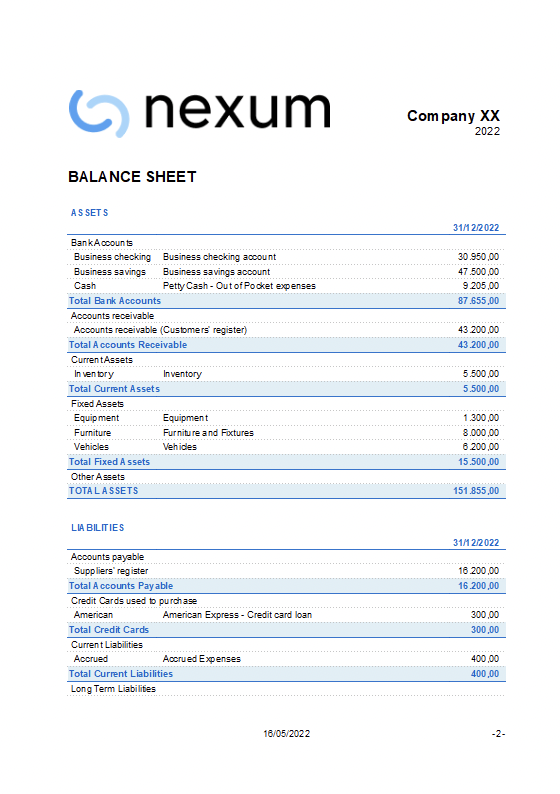 nexum
Company XX
2022
BALANCE SHEET
ASSETS
31/12/2022
Bank Accounts
Business checking Business checking account 30.950,00
Business savings Business savings account 47.500,00
Cash Petty Cash - Out of Pocket expenses 9.205,00
Total Bank Accounts 87.655,00
Accounts receivable
Accounts receivable (Customers' register) 43.200,00
Total Accounts Receivable 43.200,00
Current Assets
Inventory Inventory 5.500,00
Total Current Assets 5.500,00
Fixed Assets
Equipment Equipment 1.300,00
Furniture Furniture and Fixtures 8.000,00
Vehicles Vehicles 6.200,00
Total Fixed Assets 15.500,00
Other Assets
TOTAL ASSETS 151.855,00
LIABILITIES
31/12/2022
Accounts payable
Suppliers' register 16.200,00
Total Accounts Payable 16.200,00
Credit Cards used to purchase
American American Express - Credit card loan 300,00
Total Credit Cards 300,00
Current Liabilities
Accrued Accrued Expenses 400,00
Total Current Liabilities 400,00
Long Term Liabilities
16/05/2022 -2-